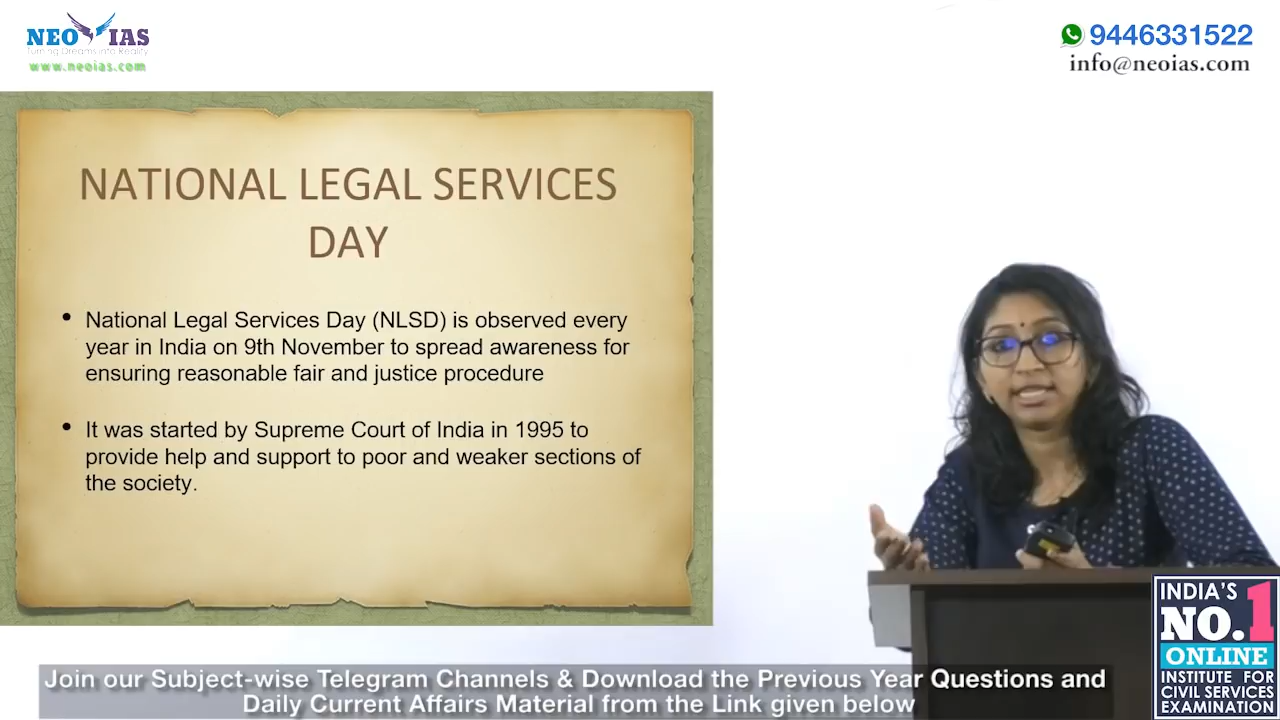 NEO IAS
Turning Dreams into Reality
www.neoias.com
9446331522
info@neoias.com
NATIONAL LEGAL SERVICES
DAY
• National Legal Services Day (NLSD) is observed every
year in India on 9th November to spread awareness for
ensuring reasonable fair and justice procedure
• It was started by Supreme Court of India in 1995 to
provide help and support to poor and weaker sections of
the society.
INDIA'S
NO.1
ONLINE
INSTITUTE FOR
CIVIL SERVICES
EXAMINATION
Join our Subject-wise Telegram Channels & Download the Previous Year Questions and
Daily Current Affairs Material from the Link given below